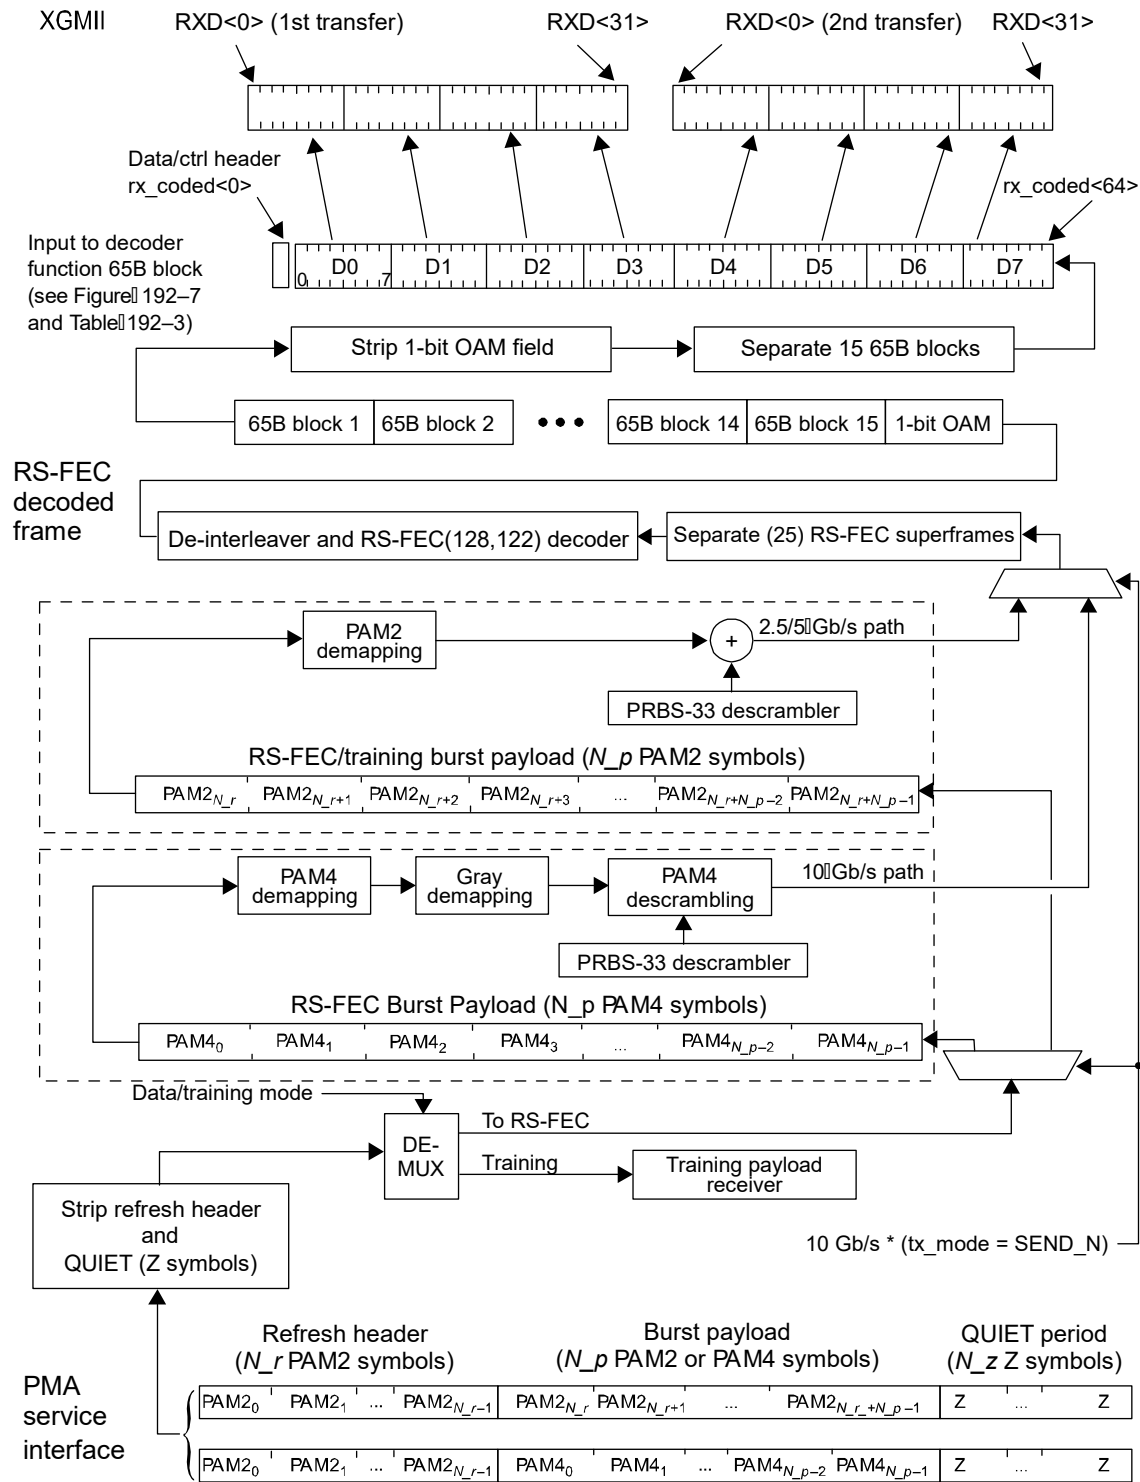 XGMII
RXD<0> (1st transfer)
RXD<31>
RXD<0> (2nd transfer)
RXD<31>
Data/ctrl header
rx_coded<0>
rx_coded<64>
Input to decoder
function 65B block
(see Figure▯ 192–7
and Table▯192–3)
0
D0
7
D1
D2
D3
D4
D5
D6
D7
Strip 1-bit OAM field
Separate 15 65B blocks
65B block 1
65B block 2
●●●
65B block 14
65B block 15
1-bit OAM
RS-FEC
decoded
frame
De-interleaver and RS-FEC(128,122) decoder
Separate (25) RS-FEC superframes
PAM2
demapping
+
2.5/5▯Gb/s path
PRBS-33 descrambler
RS-FEC/training burst payload (N_p PAM2 symbols)
PAM2N_r
PAM2N_r+1
PAM2N_r+2
PAM2N_r+3
...
PAM2N_r+N_p–2
PAM2N_r+N_p–1
PAM4
demapping
Gray
demapping
PAM4
descrambling
10▯Gb/s path
PRBS-33 descrambler
RS-FEC Burst Payload (N_p PAM4 symbols)
PAM40
PAM41
PAM42
PAM43
...
PAM4N_p–2
PAM4N_p–1
Data/training mode
DE-
MUX
To RS-FEC
Training
Training payload
receiver
Strip refresh header
and
QUIET (Z symbols)
10 Gb/s * (tx_mode = SEND_N)
Refresh header
(N_r PAM2 symbols)
Burst payload
(N_p PAM2 or PAM4 symbols)
QUIET period
(N_z Z symbols)
PMA
service
interface
PAM20 PAM21 ... PAM2N_r–1 PAM2N_r PAM2N_r+1 ... PAM2N_r_+N_p–1 Z ... Z
PAM20 PAM21 ... PAM2N_r–1 PAM40 PAM41 ... PAM4N_p–2 PAM4N_p–1 Z ... Z